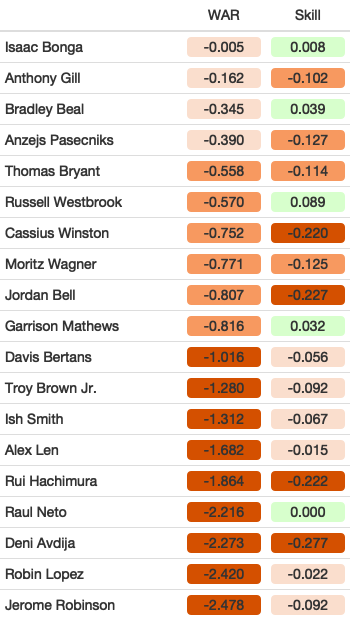 WAR Skill
Isaac Bonga -0.005 0.008
Anthony Gill -0.162 -0.102
Bradley Beal -0.345 0.039
Anzejs Pasecniks -0.390 -0.127
Thomas Bryant -0.558 -0.114
Russell Westbrook -0.570 0.089
Cassius Winston -0.752 -0.220
Moritz Wagner -0.771 -0.125
Jordan Bell -0.807 -0.227
Garrison Mathews -0.816 0.032
Davis Bertans -1.016 -0.056
Troy Brown Jr. -1.280 -0.092
Ish Smith -1.312 -0.067
Alex Len -1.682 -0.015
Rui Hachimura -1.864 -0.222
Raul Neto -2.216 0.000
Deni Avdija -2.273 -0.277
Robin Lopez -2.420 -0.022
Jerome Robinson -2.478 -0.092